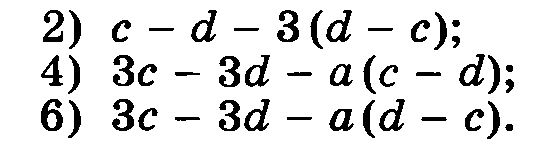 2) c − d − 3(d − c);
4) 3c − 3d − a(c − d);
6) 3c − 3d − a(d − c).